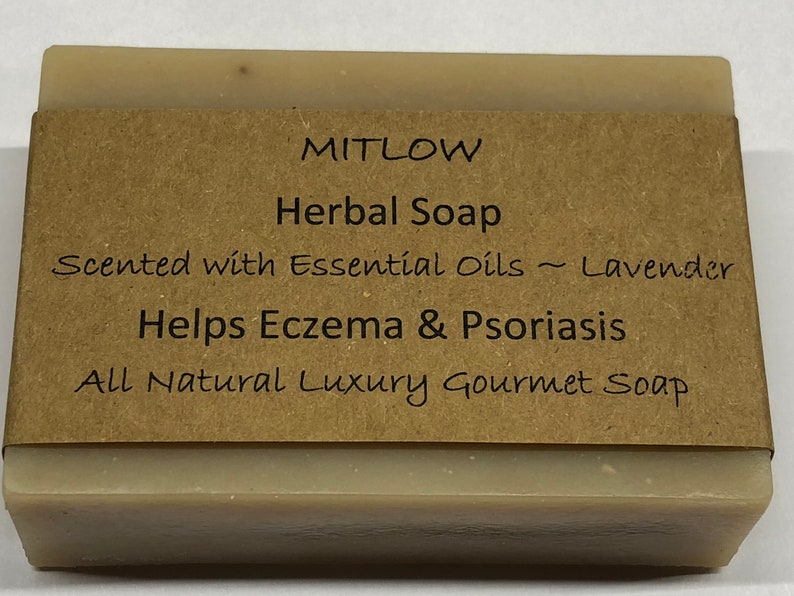 MITLOW
Herbal Soap
Scented with Essential Oils ~ Lavender
Helps Eczema & Psoriasis
All Natural Luxury Gourmet Soap